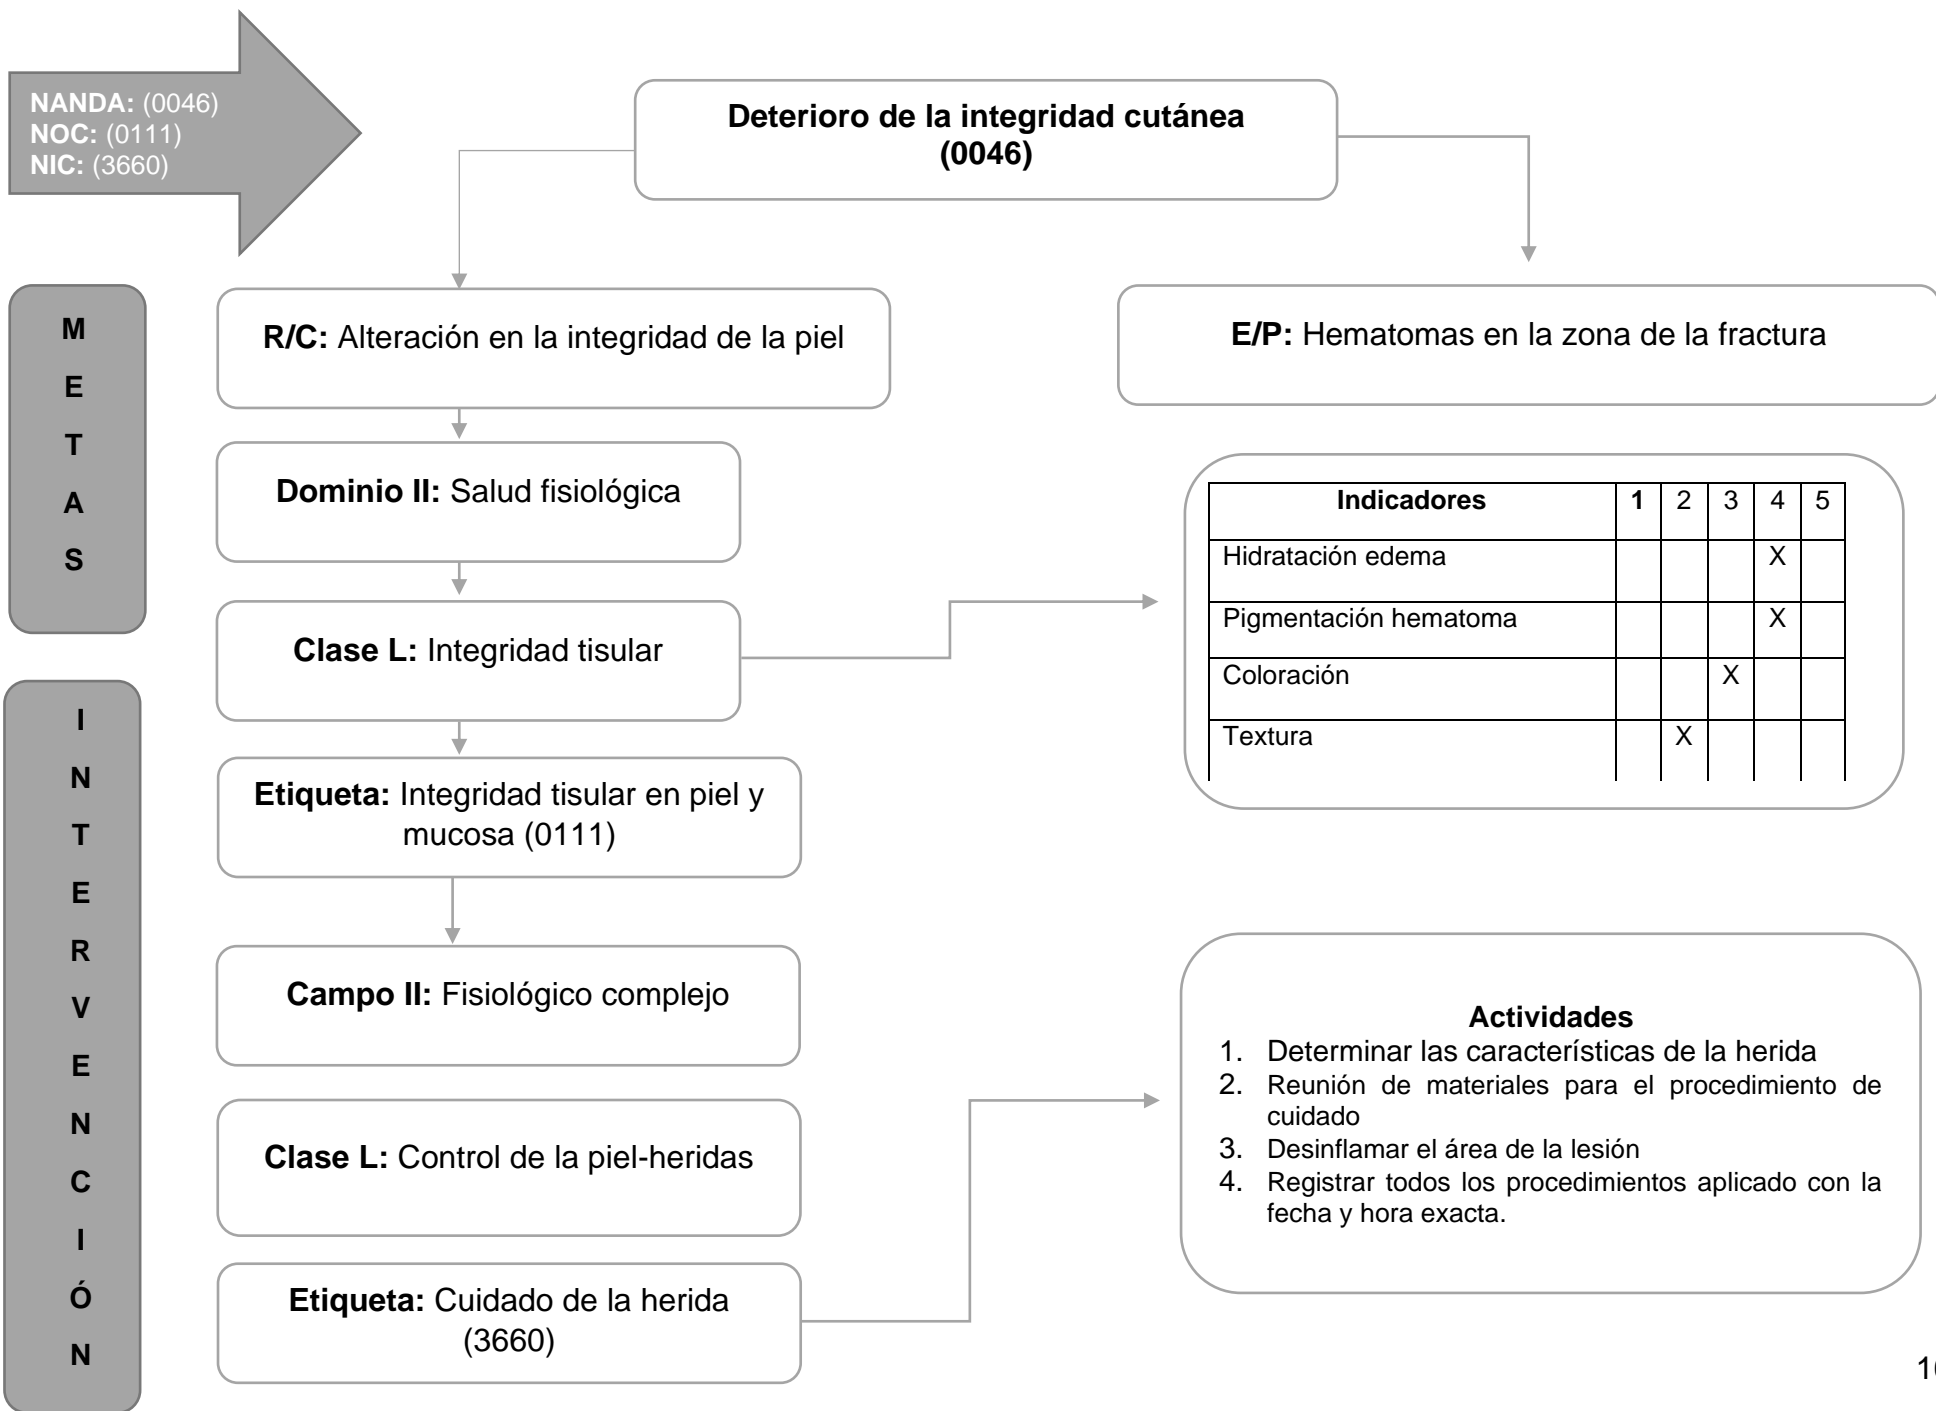 NANDA: (0046)
NOC: (0111)
NIC: (3660)
Deterioro de la integridad cutánea
(0046)
M
E
T
A
S
R/C: Alteración en la integridad de la piel
E/P: Hematomas en la zona de la fractura
Dominio II: Salud fisiológica
Clase L: Integridad tisular
Indicadores 1 2 3 4 5
Hidratación edema X
Pigmentación hematoma X
Coloración X
Textura X
I
N
T
E
R
V
E
N
C
I
Ó
N
Etiqueta: Integridad tisular en piel y
mucosa (0111)
Campo II: Fisiológico complejo
Clase L: Control de la piel-heridas
Etiqueta: Cuidado de la herida
(3660)
Actividades
1. Determinar las características de la herida
2. Reunión de materiales para el procedimiento de
cuidado
3. Desinflamar el área de la lesión
4. Registrar todos los procedimientos aplicado con la
fecha y hora exacta.